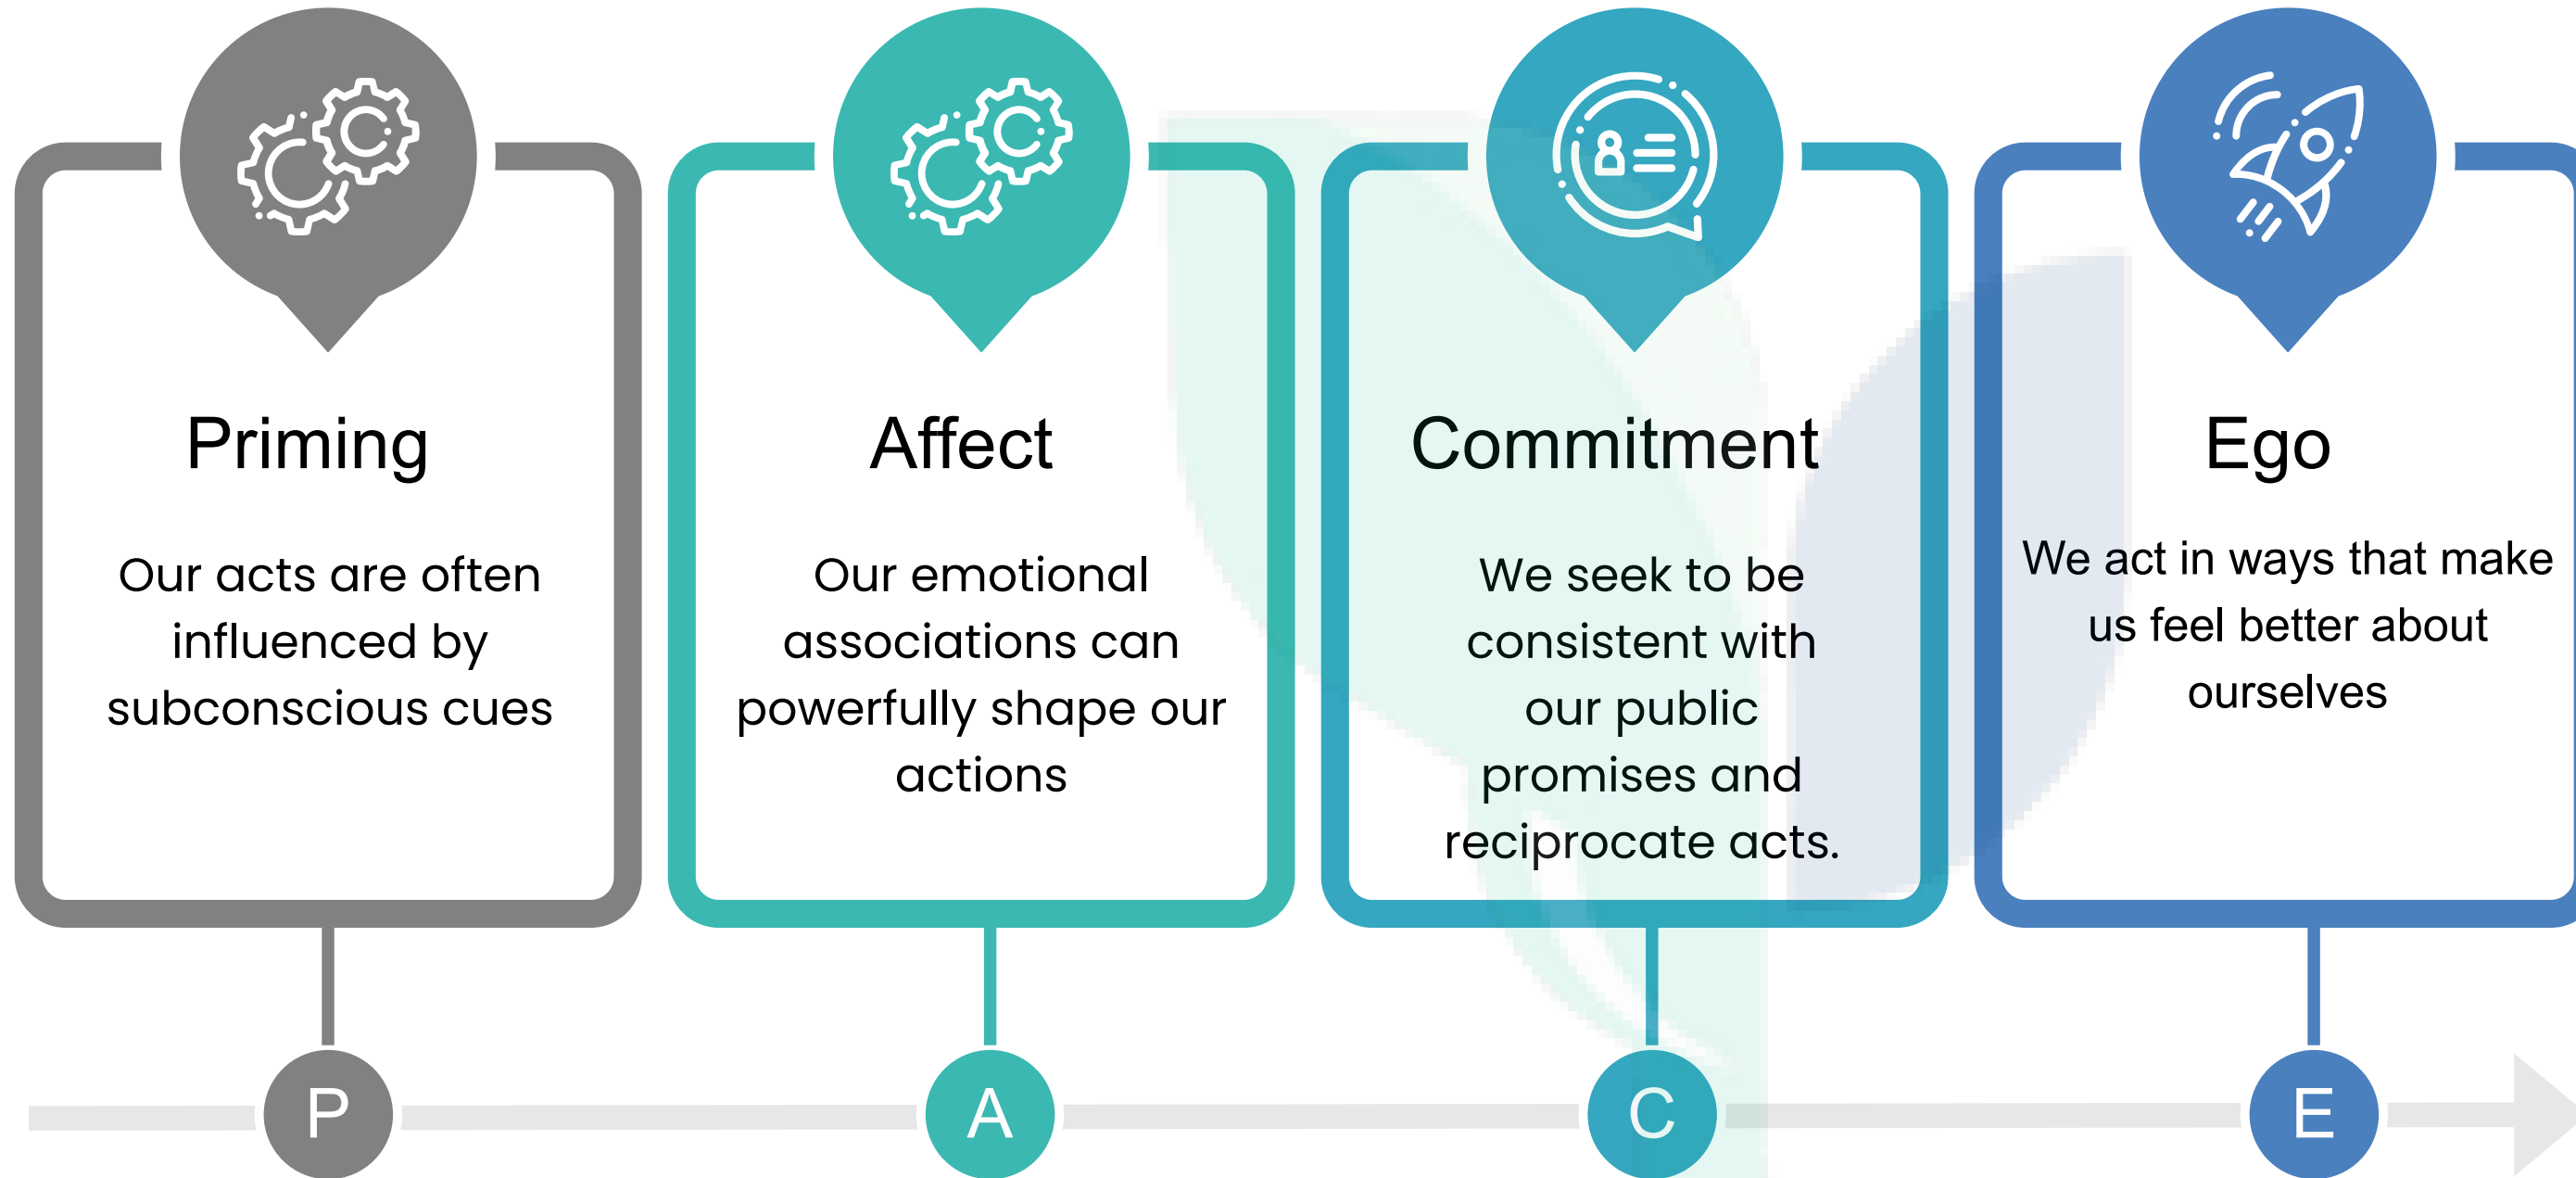 Priming
Our acts are often
influenced by
subconscious cues
Affect
Our emotional
associations can
powerfully shape our
actions
Commitment
We seek to be
consistent with
our public
promises and
reciprocate acts.
Ego
We act in ways that make
us feel better about
ourselves
P
A
C
E